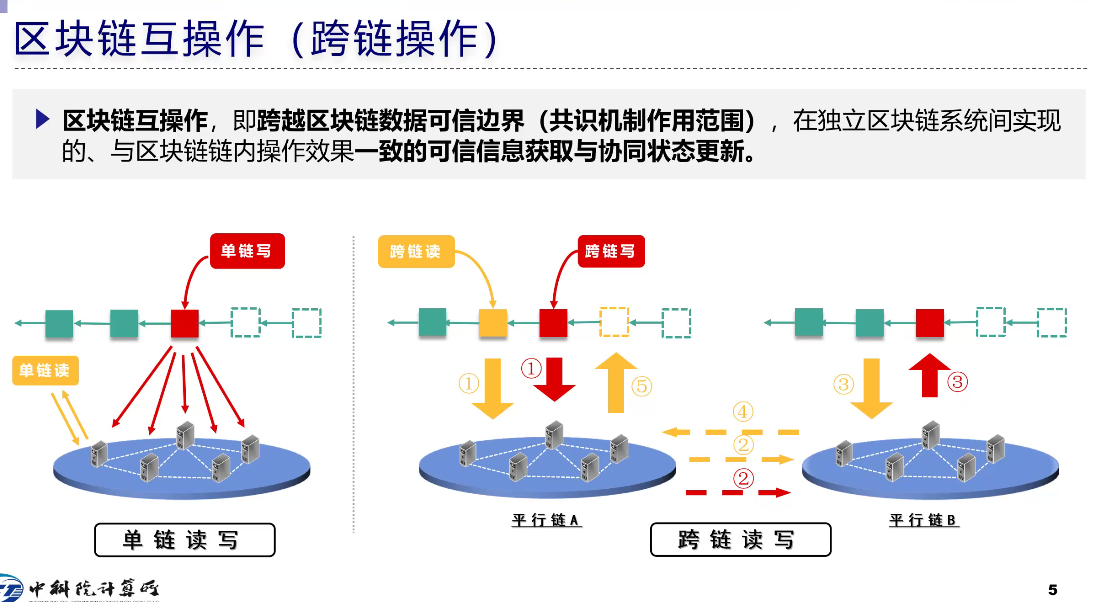 区块链互操作（跨链操作）
区块链互操作，即跨越区块链数据可信边界（共识机制作用范围），在独立区块链系统间实现
的、与区块链链内操作效果一致的可信信息获取与协同状态更新。
单链写
单链读
单链读写
跨链读
跨链写
①
①
⑤
③
③
④
②
②
平行链A
平行链B
跨链读写
中科院计算所
5